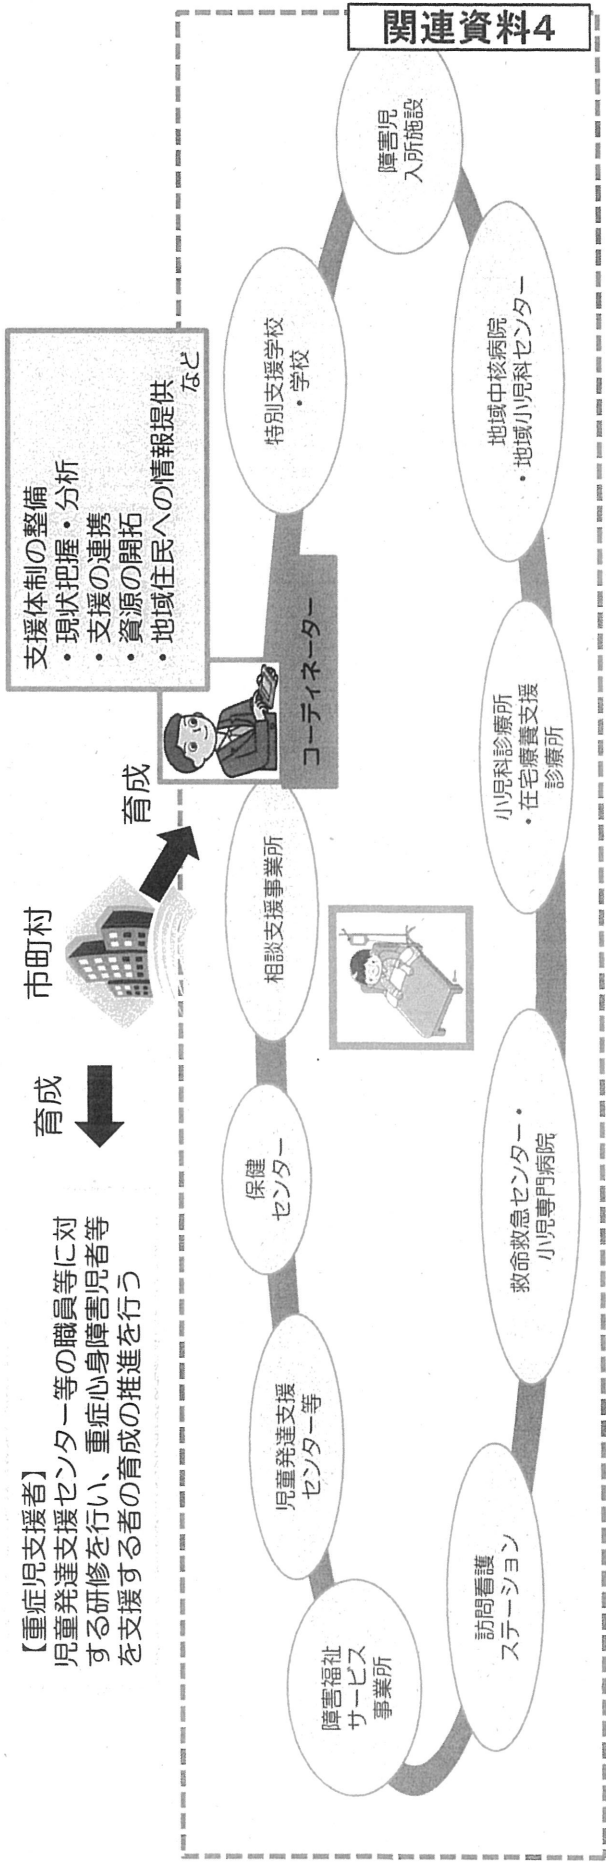 関連資料4
【重症児支援者】
児童発達支援センター等の職員等に対
する研修を行い、重症心身障害児者等
を支援する者の育成の推進を行う
育成
市町村
育成
支援体制の整備
・現状把握・分析
・支援の連携
・資源の開拓
・地域住民への情報提供
など
コーディネーター
障害福祉
サービス
事業所
児童発達支援
センター等
保健
センター
相談支援事業所
特別支援学校
・学校
障害児
入所施設
訪問看護
ステーション
救命救急センター・
小児専門病院
小児科診療所
・在宅療養支援
診療所
地域中核病院
・地域小児科センター